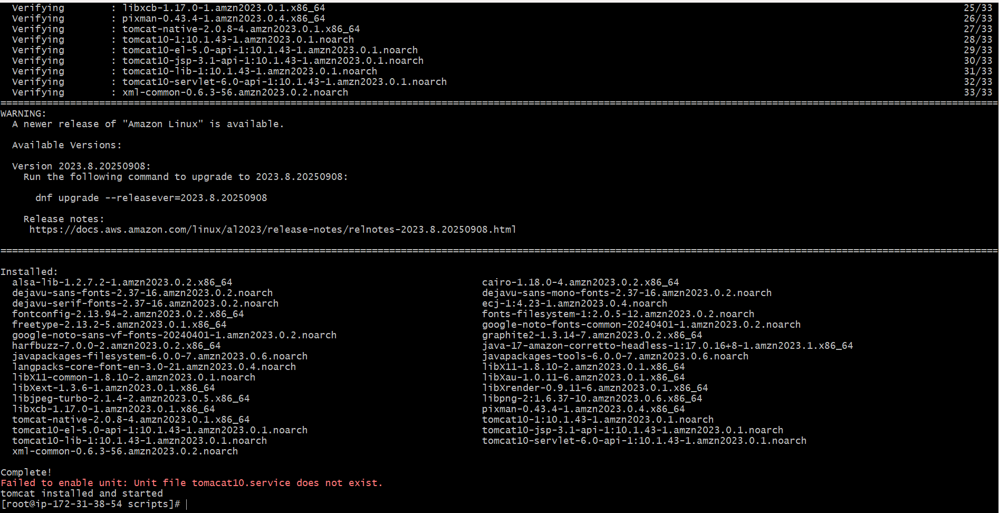 Verifying : libxcb-1.17.0-1.amzn2023.0.1.x86_64 25/33
Verifying : pixman-0.43.4-1.amzn2023.0.4.x86_64 26/33
Verifying : tomcat-native-2.0.8-4.amzn2023.0.1.x86_64 27/33
Verifying : tomcat10-1:10.1.43-1.amzn2023.0.1.noarch 28/33
Verifying : tomcat10-el-5.0-api-1:10.1.43-1.amzn2023.0.1.noarch 29/33
Verifying : tomcat10-jsp-3.1-api-1:10.1.43-1.amzn2023.0.1.noarch 30/33
Verifying : tomcat10-lib-1:10.1.43-1.amzn2023.0.1.noarch 31/33
Verifying : tomcat10-servlet-6.0-api-1:10.1.43-1.amzn2023.0.1.noarch 32/33
Verifying : xml-common-0.6.3-56.amzn2023.0.2.noarch 33/33
============================================================================================================================================================================
WARNING:
A newer release of "Amazon Linux" is available.
Available Versions:
Version 2023.8.20250908:
Run the following command to upgrade to 2023.8.20250908:
dnf upgrade --releasever=2023.8.20250908
Release notes:
https://docs.aws.amazon.com/linux/al2023/release-notes/relnotes-2023.8.20250908.html
============================================================================================================================================================================
Installed:
alsa-lib-1.2.7.2-1.amzn2023.0.2.x86_64 cairo-1.18.0-4.amzn2023.0.2.x86_64
dejavu-sans-fonts-2.37-16.amzn2023.0.2.noarch dejavu-sans-mono-fonts-2.37-16.amzn2023.0.2.noarch
dejavu-serif-fonts-2.37-16.amzn2023.0.2.noarch ecj-1:4.23-1.amzn2023.0.4.noarch
fontconfig-2.13.94-2.amzn2023.0.2.x86_64 fonts-filesystem-1:2.0.5-12.amzn2023.0.2.noarch
freetype-2.13.2-5.amzn2023.0.1.x86_64 google-noto-fonts-common-20240401-1.amzn2023.0.2.noarch
google-noto-sans-vf-fonts-20240401-1.amzn2023.0.2.noarch graphite2-1.3.14-7.amzn2023.0.2.x86_64
harfbuzz-7.0.0-2.amzn2023.0.2.x86_64 java-17-amazon-corretto-headless-1:17.0.16+8-1.amzn2023.1.x86_64
javapackages-filesystem-6.0.0-7.amzn2023.0.6.noarch javapackages-tools-6.0.0-7.amzn2023.0.6.noarch
langpacks-core-font-en-3.0-21.amzn2023.0.4.noarch libX11-1.8.10-2.amzn2023.0.1.x86_64
libX11-common-1.8.10-2.amzn2023.0.1.noarch libXau-1.0.11-6.amzn2023.0.1.x86_64
libXext-1.3.6-1.amzn2023.0.1.x86_64 libXrender-0.9.11-6.amzn2023.0.1.x86_64
libjpeg-turbo-2.1.4-2.amzn2023.0.5.x86_64 libpng-2:1.6.37-10.amzn2023.0.6.x86_64
libxcb-1.17.0-1.amzn2023.0.1.x86_64 pixman-0.43.4-1.amzn2023.0.4.x86_64
tomcat-native-2.0.8-4.amzn2023.0.1.x86_64 tomcat10-1:10.1.43-1.amzn2023.0.1.noarch
tomcat10-el-5.0-api-1:10.1.43-1.amzn2023.0.1.noarch tomcat10-jsp-3.1-api-1:10.1.43-1.amzn2023.0.1.noarch
tomcat10-lib-1:10.1.43-1.amzn2023.0.1.noarch tomcat10-servlet-6.0-api-1:10.1.43-1.amzn2023.0.1.noarch
xml-common-0.6.3-56.amzn2023.0.2.noarch
Complete!
Failed to enable unit: Unit file tomacat10.service does not exist.
tomcat installed and started
[root@ip-172-31-38-54 scripts]#